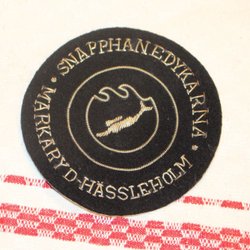 SNAPPHANEDYKARNA
* MARKARYD-HÄSSLEHOLM *